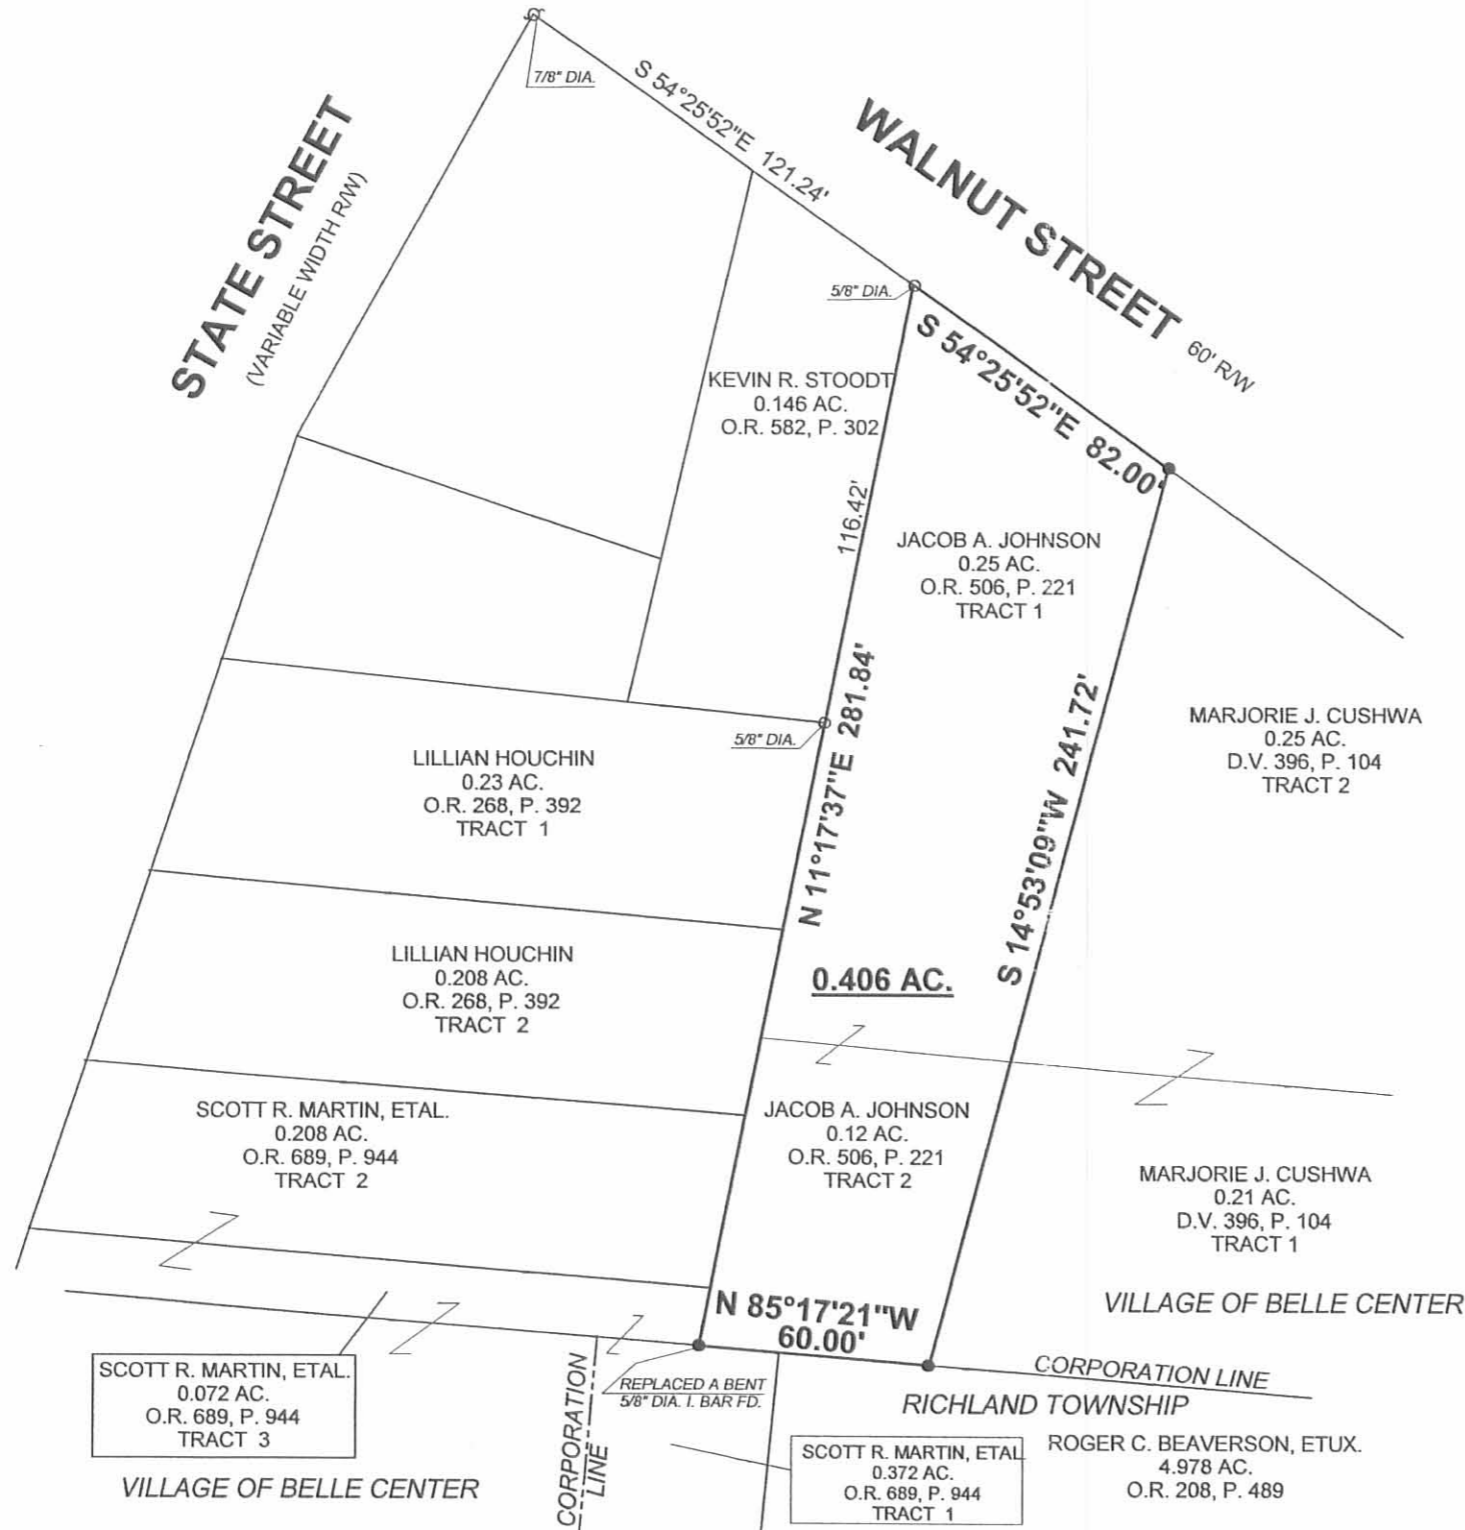 7/8" DIA.
S 54°25'52"E 121.24'
WALNUT STREET 60' R/W
STATE STREET
(VARIABLE WIDTH R/W)
5/8" DIA.
S 54°25'52"E 82.00'
KEVIN R. STOODT
0.146 AC.
O.R. 582, P. 302
116.42'
JACOB A. JOHNSON
0.25 AC.
O.R. 506, P. 221
TRACT 1
N 11°17'37"E 281.84'
S 14°53'09"W 241.72'
5/8" DIA.
MARJORIE J. CUSHWA
0.25 AC.
D.V. 396, P. 104
TRACT 2
LILLIAN HOUCHIN
0.23 AC.
O.R. 268, P. 392
TRACT 1
LILLIAN HOUCHIN
0.208 AC.
O.R. 268, P. 392
TRACT 2
0.406 AC.
SCOTT R. MARTIN, ETAL.
0.208 AC.
O.R. 689, P. 944
TRACT 2
JACOB A. JOHNSON
0.12 AC.
O.R. 506, P. 221
TRACT 2
MARJORIE J. CUSHWA
0.21 AC.
D.V. 396, P. 104
TRACT 1
VILLAGE OF BELLE CENTER
N 85°17'21"W
60.00'
SCOTT R. MARTIN, ETAL.
0.072 AC.
O.R. 689, P. 944
TRACT 3
VILLAGE OF BELLE CENTER
CORPORATION
LINE
REPLACED A BENT
5/8" DIA. I. BAR FD.
CORPORATION LINE
RICHLAND TOWNSHIP
SCOTT R. MARTIN, ETAL
0.372 AC.
O.R. 689, P. 944
TRACT 1
ROGER C. BEAVERSON, ETUX.
4.978 AC.
O.R. 208, P. 489